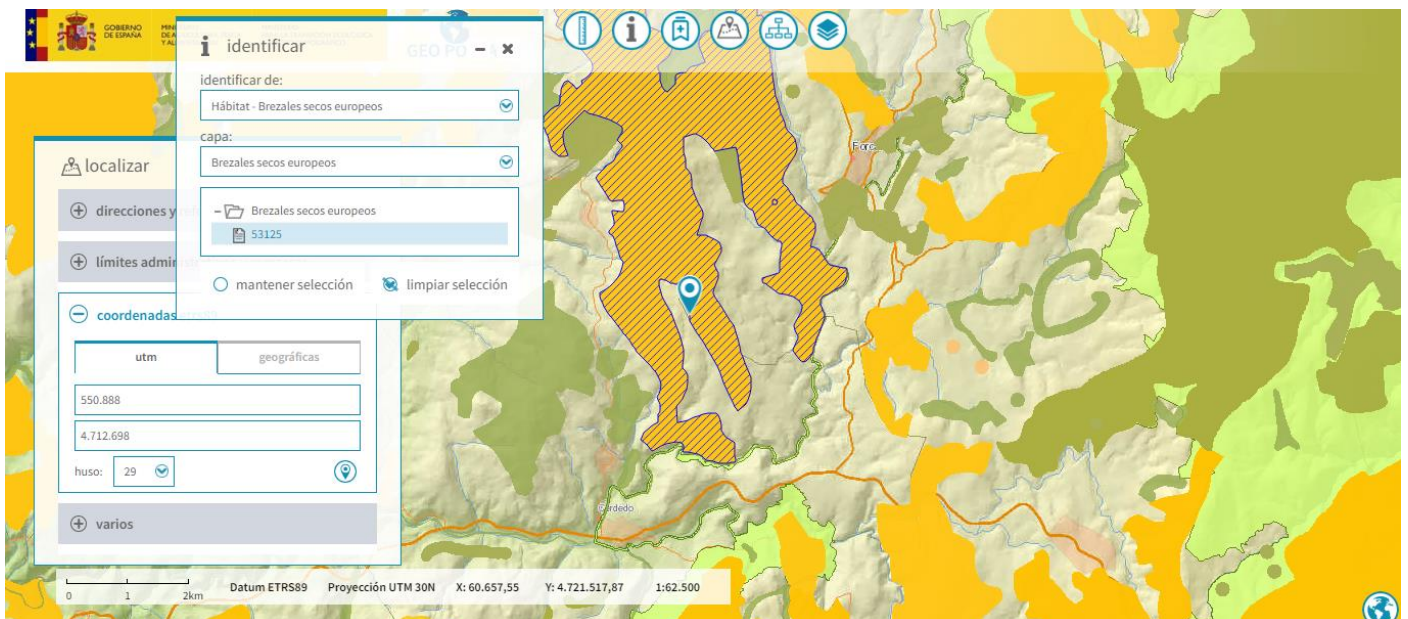 GOBIERNO
DE ESPAÑA
identificar
identificar de:
Hábitat - Brezales secos europeos
capa:
Brezales secos europeos
Brezales secos europeos
53125
mantener selección
limpiar selección
localizar
direcciones y
límites admin
coordenadas
utm
geográficas
550.888
4.712.698
huso:
29
varios
0 1 2km
Datum ETRS89 Proyección UTM 30N X: 60.657,55 Y: 4.721.517,87 1:62.500